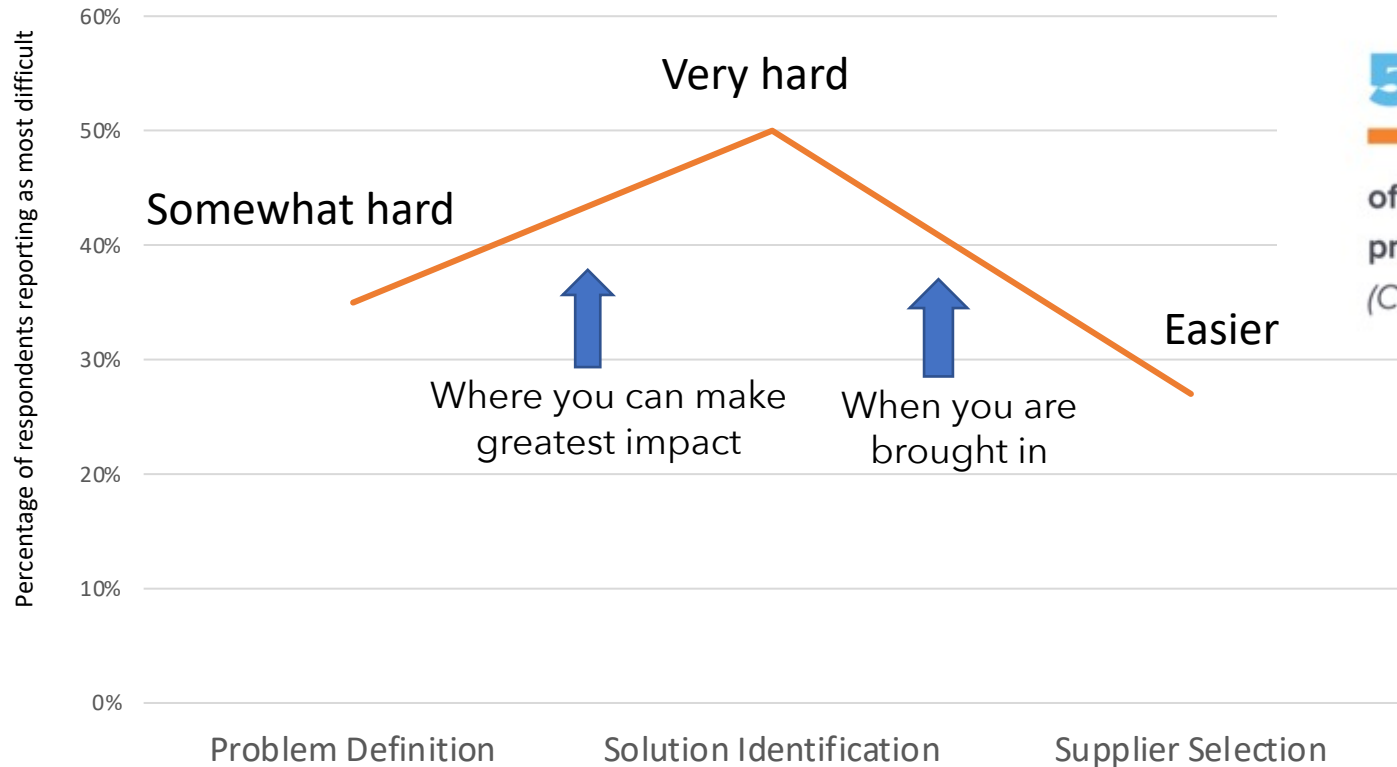 Percentage of respondents reporting as most difficult
60%
50%
40%
30%
20%
10%
0%
Very hard
Somewhat hard
Easier
Where you can make
greatest impact
When you are
brought in
Problem Definition
Solution Identification
Supplier Selection
of